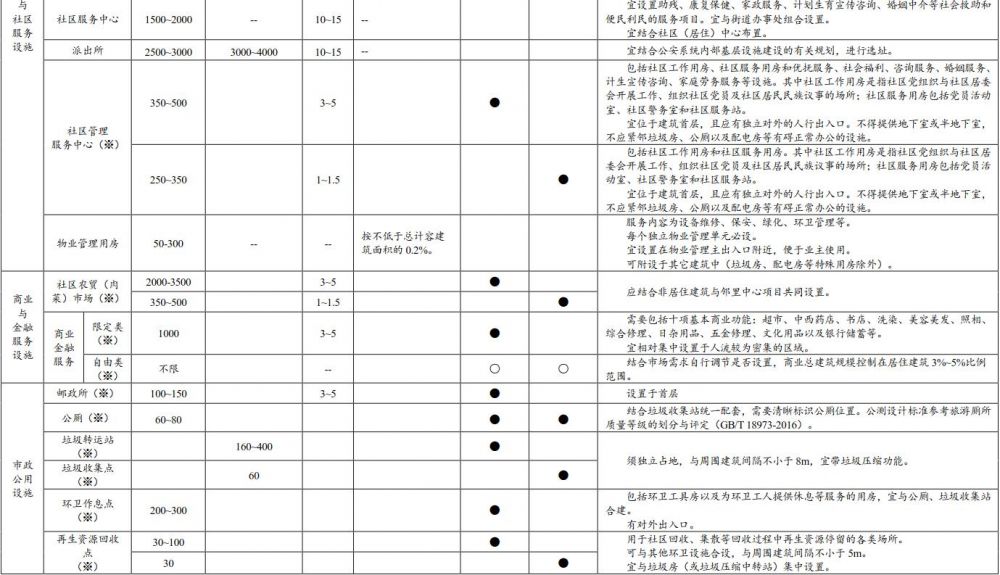 与
社区
服务
设施
社区服务中心 1500~2000 -- 10~15
宜设置助残、康复保健、家政服务、计划生育宣传咨询、婚姻中介等社会救助和
便民利民的服务项目。宜与街道办事处组合设置。
宜结合社区（居住）中心布置。
派出所 2500~3000 3000~4000 10~15 --
宜结合公安系统内部基层设施建设的有关规划，进行选址。
社区管理
服务中心（※）
350~500 3~5 ●
包括社区工作用房、社区服务用房和优抚服务、社会福利、咨询服务、婚姻服务、
计生宣传咨询、家庭劳务服务等设施。其中社区工作用房是指社区党组织与社区居委
会开展工作、组织社区党员及社区居民民族议事的场所；社区服务用房包括党员活动
室、社区警务室和社区服务站。
宜位于建筑首层，且应有独立对外的人行出入口。不得提供地下室或半地下室，
不应紧邻垃圾房、公厕以及配电房等有碍正常办公的设施。
250~350 1~1.5 ●
包括社区工作用房和社区服务用房。其中社区工作用房是指社区党组织与社区居
委会开展工作、组织社区党员及社区居民民族议事的场所；社区服务用房包括党员活
动室、社区警务室和社区服务站。
宜位于建筑首层，且应有独立对外的人行出入口。不得提供地下室或半地下室，
不应紧邻垃圾房、公厕以及配电房等有碍正常办公的设施。
物业管理用房 50-300 -- --
按不低于总计容建
筑面积的 0.2%。
服务内容为设备维修、保安、绿化、环卫管理等。
每个独立物业管理单元必设。
宜设置在物业管理主出入口附近，便于业主使用。
可附设于其它建筑中（垃圾房、配电房等特殊用房除外）。
商业
与
金融
服务
设施
社区农贸（肉
菜）市场（※）
2000-3500 3~5 ●
350~500 1~1.5 ●
应结合非居住建筑与邻里中心项目共同设置。
商业
金融
服务
限定类
（※）
1000 3~5 ●
需要包括十项基本商业功能：超市、中西药店、书店、洗染、美容美发、照相、
综合修理、日杂用品、五金修理、文化用品以及银行储蓄等。
宜相对集中设置于人流较为密集的区域。
自由类
（※）
不限 -- ○ ○
结合市场需求自行调节是否设置，商业总建筑规模控制在居住建筑 3%~5%比例
范围。
市政
公用
设施
邮政所（※） 100~150 3~5 ● 设置于首层
公厕（※） 60~80 ● ●
结合垃圾收集站统一配套，需要清晰标识公厕位置。公测设计标准参考旅游厕所
质量等级的划分与评定（GB/T 18973-2016）。
垃圾转运站
（※）
160~400 ●
垃圾收集点
（※）
60 ●
须独立占地，与周围建筑间隔不小于 8m，宜带垃圾压缩功能。
环卫作息点
（※）
200~300 ●
包括环卫工具房以及为环卫工人提供休息等服务的用房，宜与公厕、垃圾收集站
合建。
有对外出入口。
再生资源回收
点
（※）
30~100 ●
30 ●
用于社区回收、集散等回收过程中再生资源停留的各类场所。
可与其他环卫设施合设，与周围建筑间隔不小于 5m。
宜与垃圾房（或垃圾压缩中转站）集中设置。